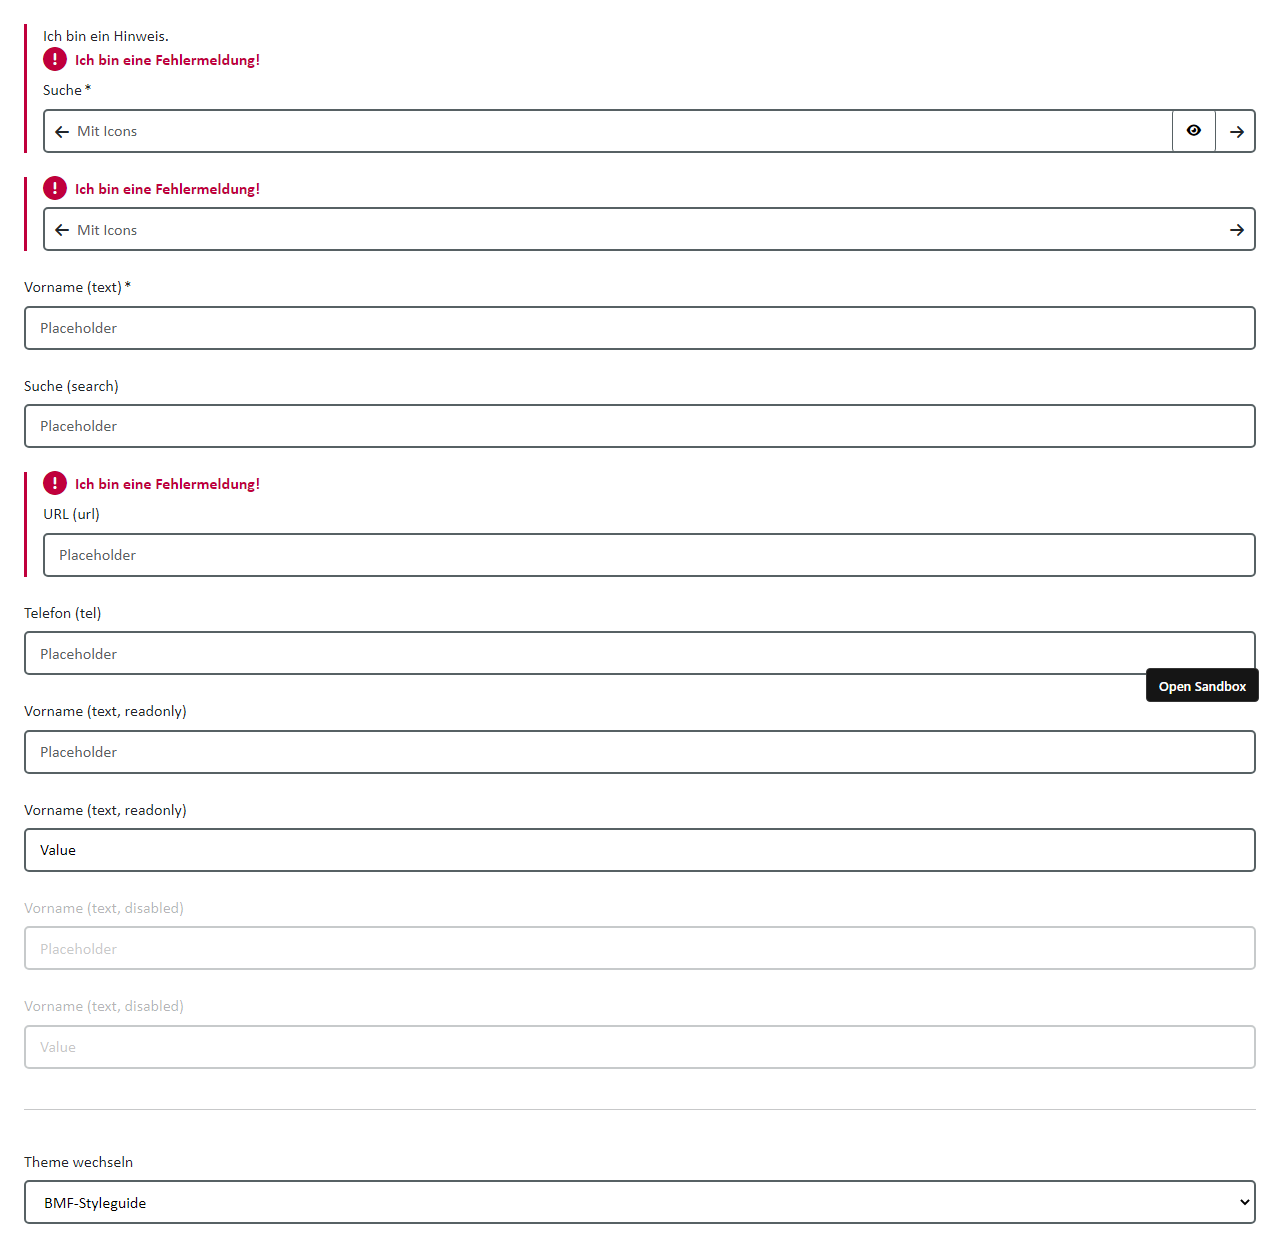 Ich bin ein Hinweis.
Ich bin eine Fehlermeldung!
Suche *
Mit Icons
Ich bin eine Fehlermeldung!
Mit Icons
Vorname (text) *
Placeholder
Suche (search)
Placeholder
Ich bin eine Fehlermeldung!
URL (url)
Placeholder
Telefon (tel)
Placeholder
Open Sandbox
Vorname (text, readonly)
Placeholder
Vorname (text, readonly)
Value
Vorname (text, disabled)
Placeholder
Vorname (text, disabled)
Value
Theme wechseln
BMF-Styleguide